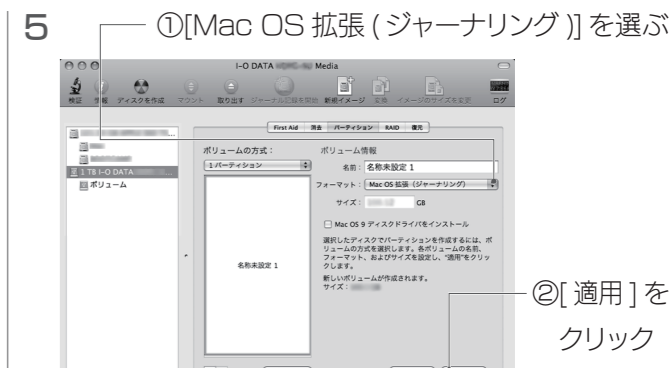 5
①[Mac OS 拡張 ( ジャーナリング )] を選ぶ
I-O DATA Media
検証 情報 ディスクを作成 マウント 取り出す ジャーナル記録を開始 新規イメージ 変換 イメージのサイズを変更 ログ
First Aid 消去 パーティション RAID 復元
ボリュームの方式： ボリューム情報
1 パーティション 名前： 名称未設定 1
1 TB I-O DATA
フォーマット： Mac OS 拡張（ジャーナリング）
ボリューム
サイズ： GB
Mac OS 9 ディスクドライバをインストール
選択したディスクでパーティションを作成するには、ボ
リュームの方式を選択します。各ボリュームの名前、
フォーマット、およびサイズを設定し、“適用”をクリッ
クします。
名称未設定 1
新しいボリュームが作成されます。
サイズ：
②[ 適用 ] を
クリック